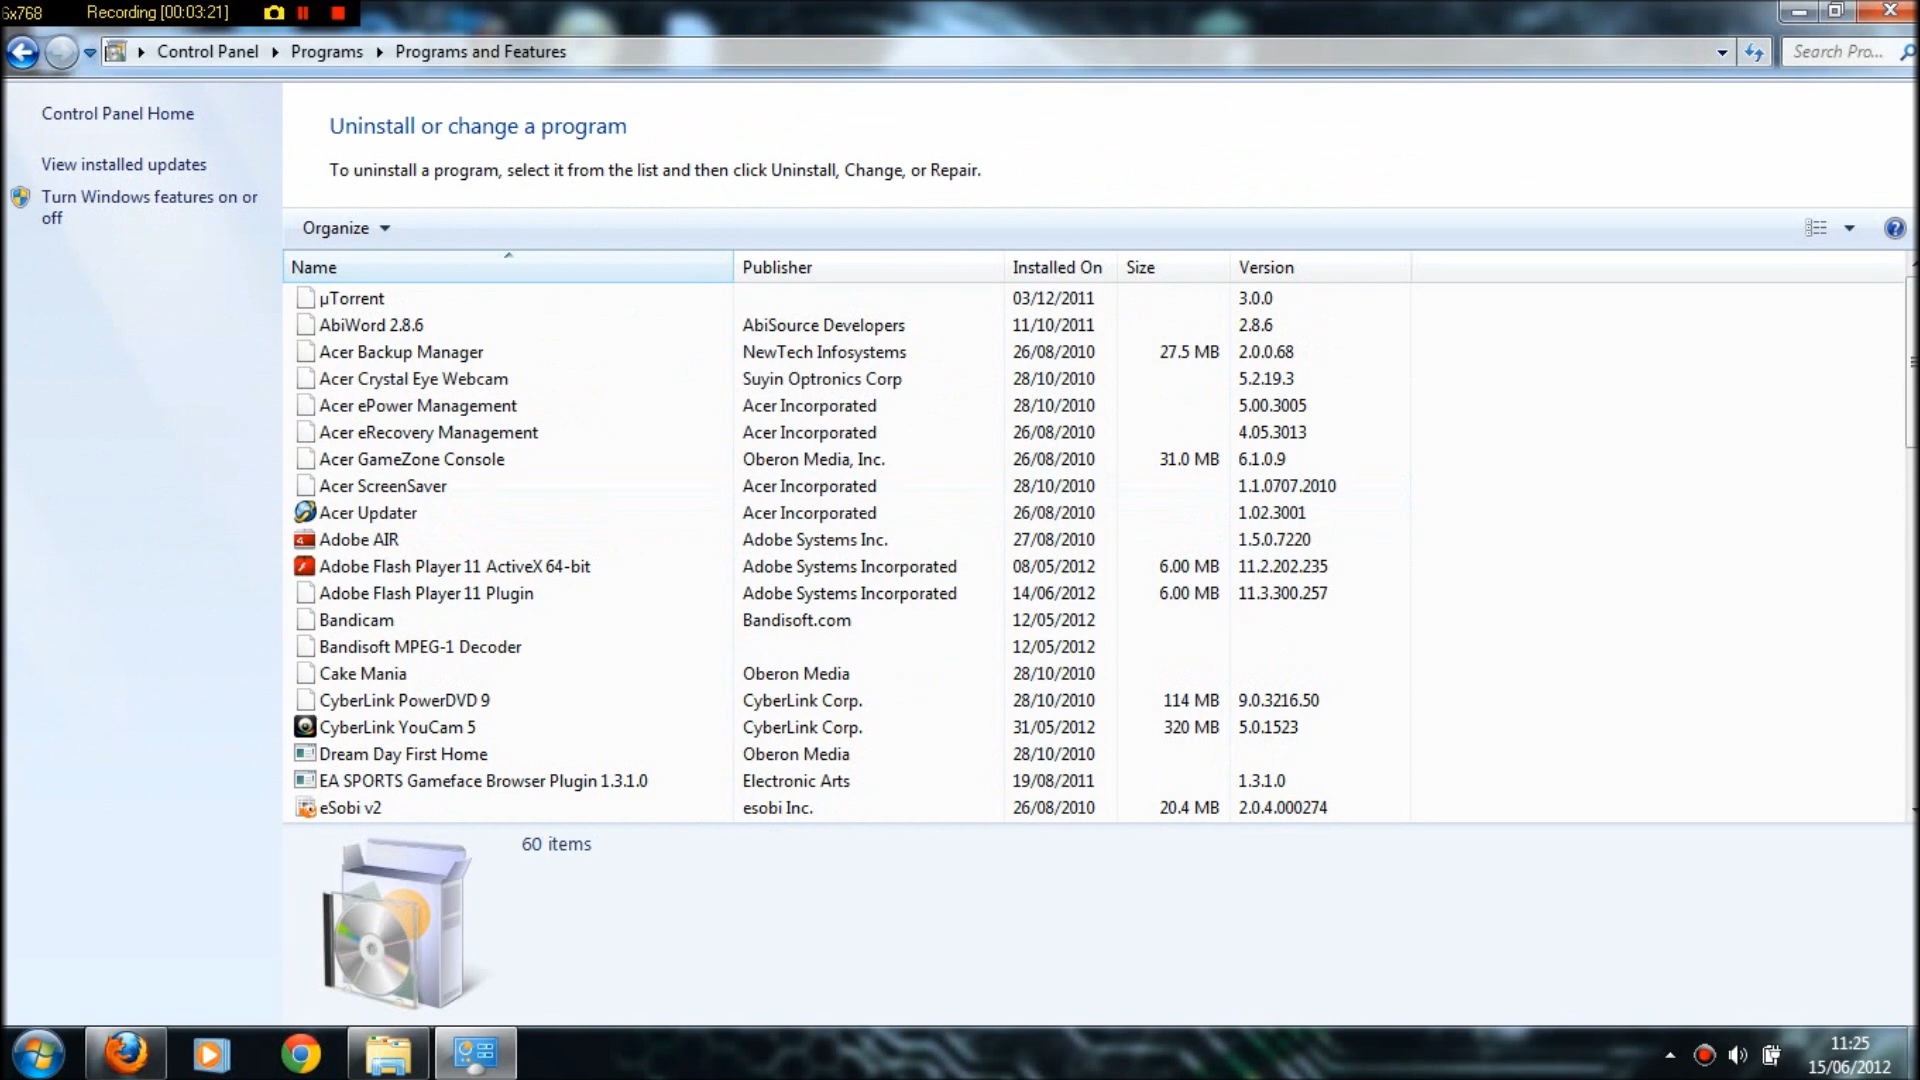 6x768 Recording [00:03:21]
Control Panel Programs Programs and Features Search Pro...
Control Panel Home
View installed updates
Turn Windows features on or
off
Uninstall or change a program
To uninstall a program, select it from the list and then click Uninstall, Change, or Repair.
Organize
Name Publisher Installed On Size Version
µTorrent 03/12/2011 3.0.0
AbiWord 2.8.6 AbiSource Developers 11/10/2011 2.8.6
Acer Backup Manager NewTech Infosystems 26/08/2010 27.5 MB 2.0.0.68
Acer Crystal Eye Webcam Suyin Optronics Corp 28/10/2010 5.2.19.3
Acer ePower Management Acer Incorporated 28/10/2010 5.00.3005
Acer eRecovery Management Acer Incorporated 26/08/2010 4.05.3013
Acer GameZone Console Oberon Media, Inc. 26/08/2010 31.0 MB 6.1.0.9
Acer ScreenSaver Acer Incorporated 28/10/2010 1.1.0707.2010
Acer Updater Acer Incorporated 26/08/2010 1.02.3001
Adobe AIR Adobe Systems Inc. 27/08/2010 1.5.0.7220
Adobe Flash Player 11 ActiveX 64-bit Adobe Systems Incorporated 08/05/2012 6.00 MB 11.2.202.235
Adobe Flash Player 11 Plugin Adobe Systems Incorporated 14/06/2012 6.00 MB 11.3.300.257
Bandicam Bandisoft.com 12/05/2012
Bandisoft MPEG-1 Decoder 12/05/2012
Cake Mania Oberon Media 28/10/2010
CyberLink PowerDVD 9 CyberLink Corp. 28/10/2010 114 MB 9.0.3216.50
CyberLink YouCam 5 CyberLink Corp. 31/05/2012 320 MB 5.0.1523
Dream Day First Home Oberon Media 28/10/2010
EA SPORTS Gameface Browser Plugin 1.3.1.0 Electronic Arts 19/08/2011 1.3.1.0
eSobi v2 esobi Inc. 26/08/2010 20.4 MB 2.0.4.000274
60 items
11:25
15/06/2012